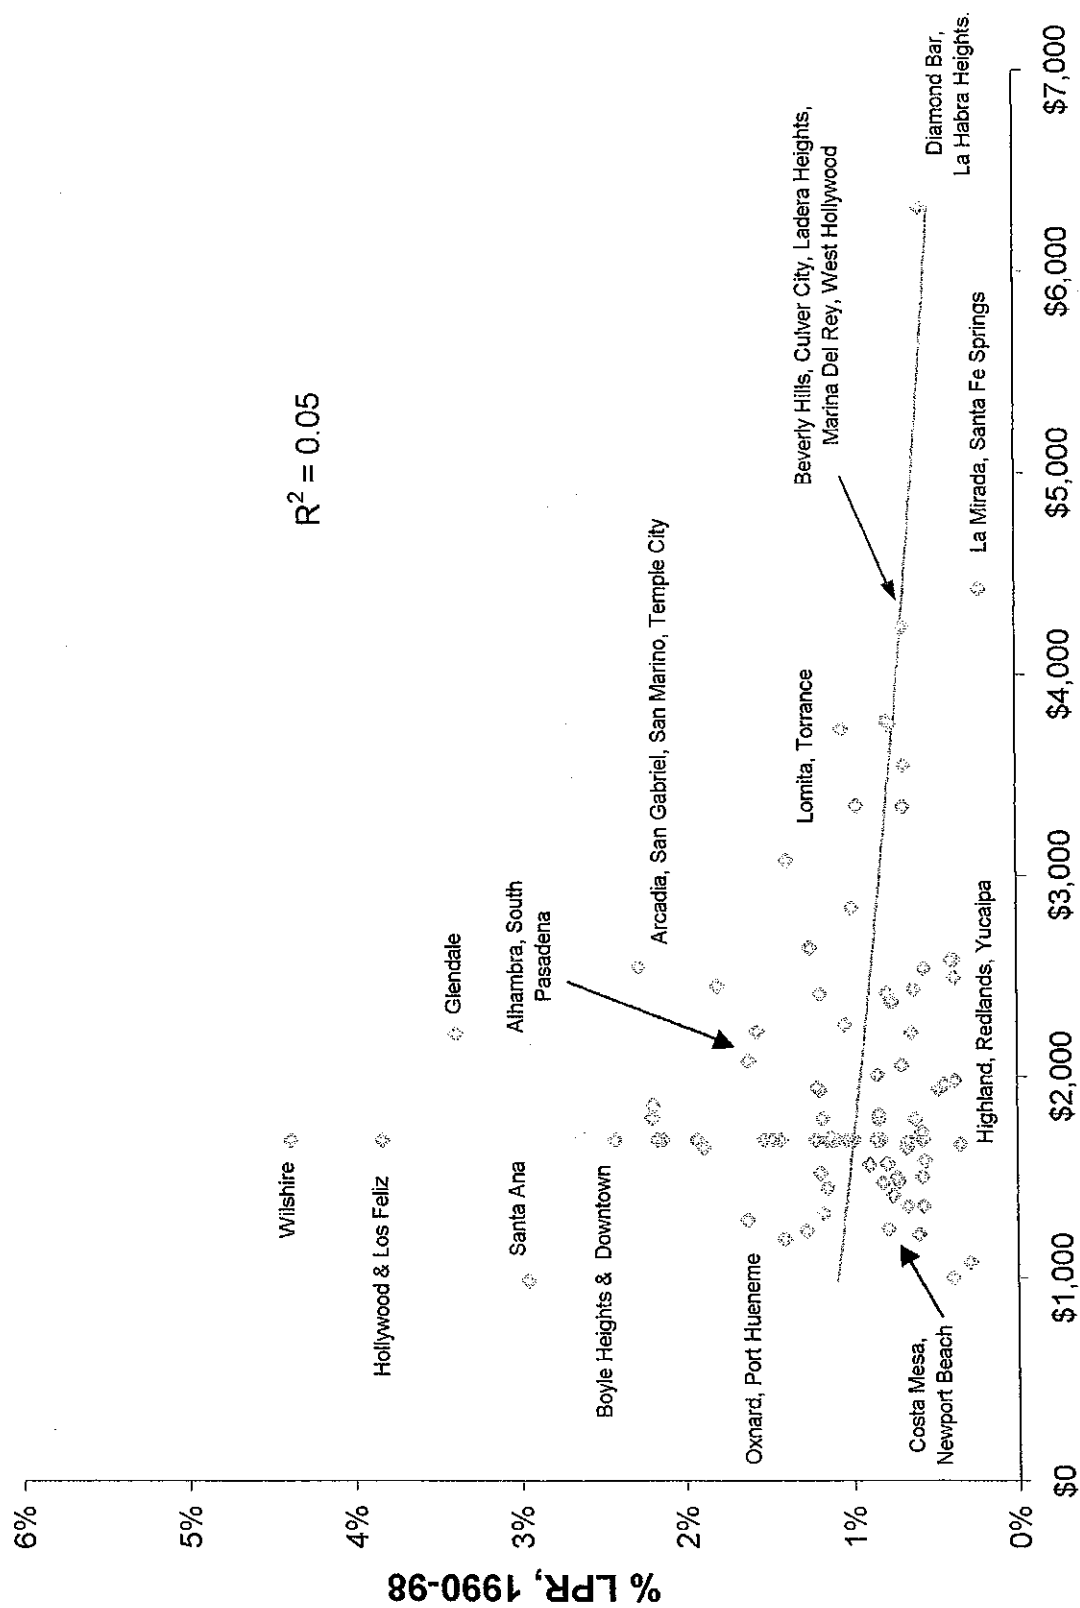 % LPR, 1990-98
6%
5%
4%
3%
2%
1%
0%
R² = 0.05
Wilshire
Hollywood & Los Feliz
Glendale
Santa Ana
Alhambra, South
Pasadena
Boyle Heights & Downtown
Arcadia, San Gabriel, San Marino, Temple City
Oxnard, Port Hueneme
Lomita, Torrance
Beverly Hills, Culver City, Ladera Heights,
Marina Del Rey, West Hollywood
Costa Mesa,
Newport Beach
Highland, Redlands, Yucaipa
La Mirada, Santa Fe Springs
Diamond Bar,
La Habra Heights.
$0
$1,000
$2,000
$3,000
$4,000
$5,000
$6,000
$7,000